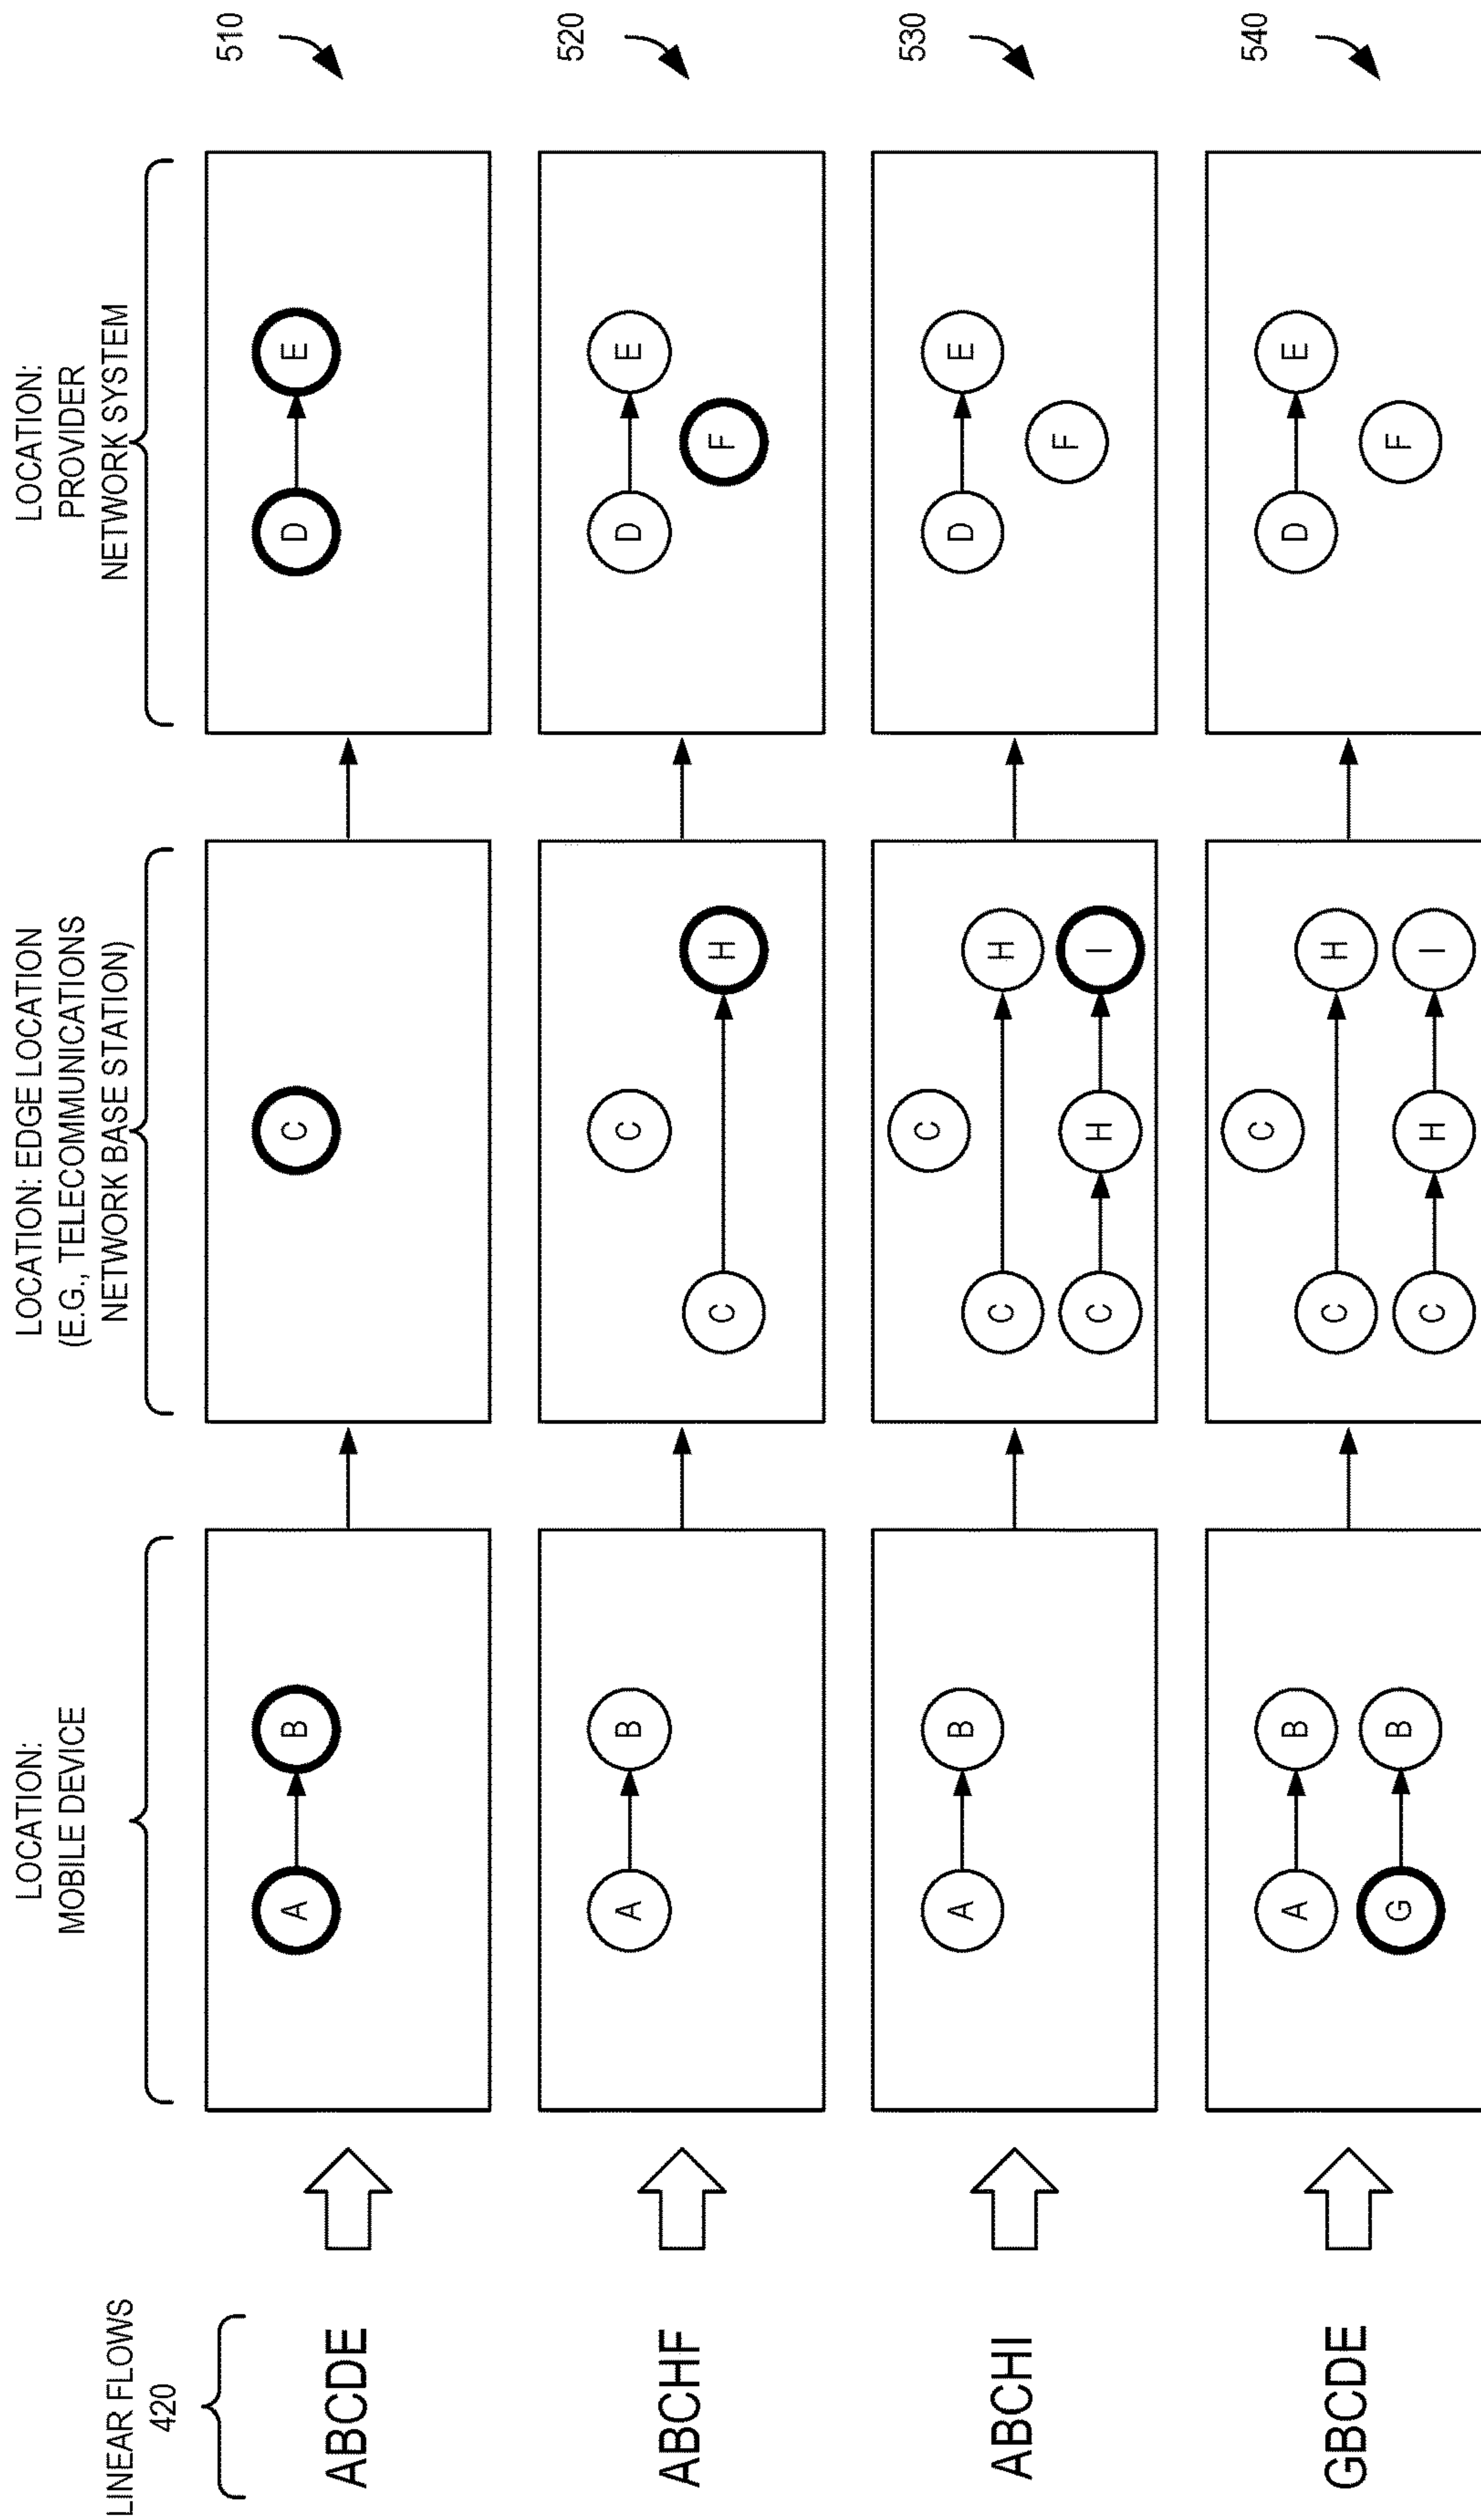 LINEAR FLOWS
420
LOCATION:
MOBILE DEVICE
LOCATION: EDGE LOCATION
(E.G., TELECOMMUNICATIONS
NETWORK BASE STATION)
LOCATION:
PROVIDER
NETWORK SYSTEM
ABCDE
A
B
C
D
E
510
ABCHF
A
B
C
C
H
D
E
F
520
ABCHI
A
B
C
C
H
C
H
I
D
E
F
530
GBCDE
A
B
G
B
C
C
H
C
H
I
D
E
F
540